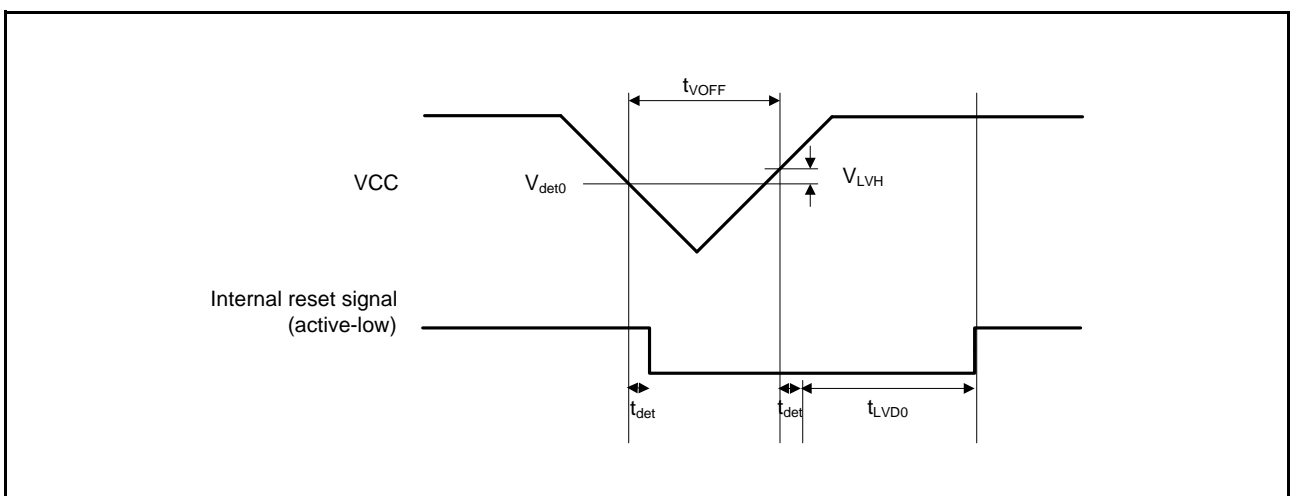 tVOFF
VCC
Vdet0
VLVH
Internal reset signal
(active-low)
tdet
tdet
tLVD0